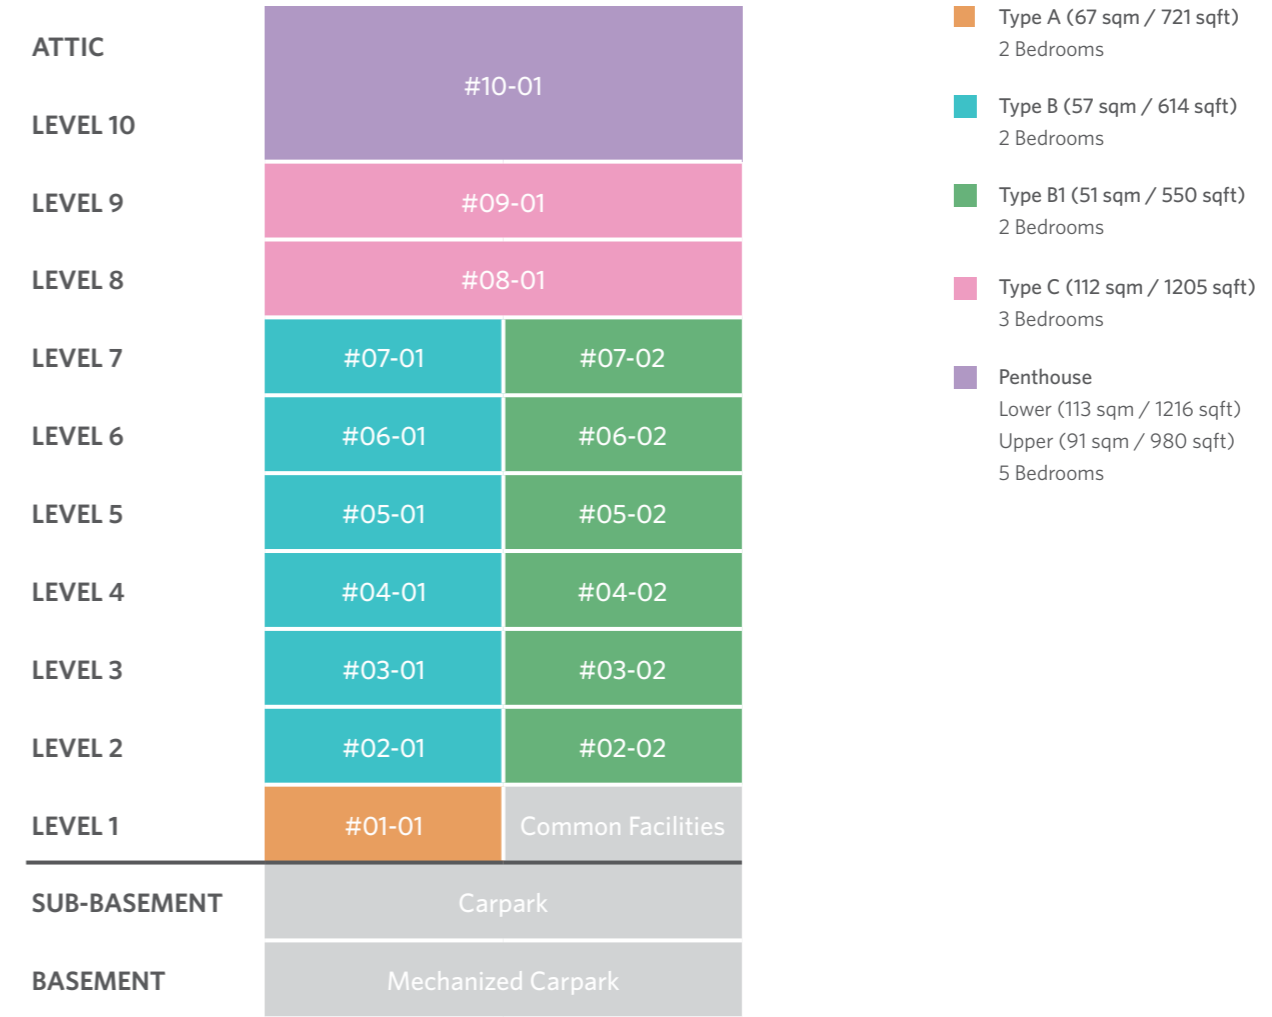 ATTIC
#10-01
LEVEL 10
LEVEL 9
#09-01
LEVEL 8
#08-01
LEVEL 7
#07-01
#07-02
LEVEL 6
#06-01
#06-02
LEVEL 5
#05-01
#05-02
LEVEL 4
#04-01
#04-02
LEVEL 3
#03-01
#03-02
LEVEL 2
#02-01
#02-02
LEVEL 1
#01-01
Common Facilities
SUB-BASEMENT
Carpark
BASEMENT
Mechanized Carpark
Type A (67 sqm / 721 sqft)
2 Bedrooms
Type B (57 sqm / 614 sqft)
2 Bedrooms
Type B1 (51 sqm / 550 sqft)
2 Bedrooms
Type C (112 sqm / 1205 sqft)
3 Bedrooms
Penthouse
Lower (113 sqm / 1216 sqft)
Upper (91 sqm / 980 sqft)
5 Bedrooms